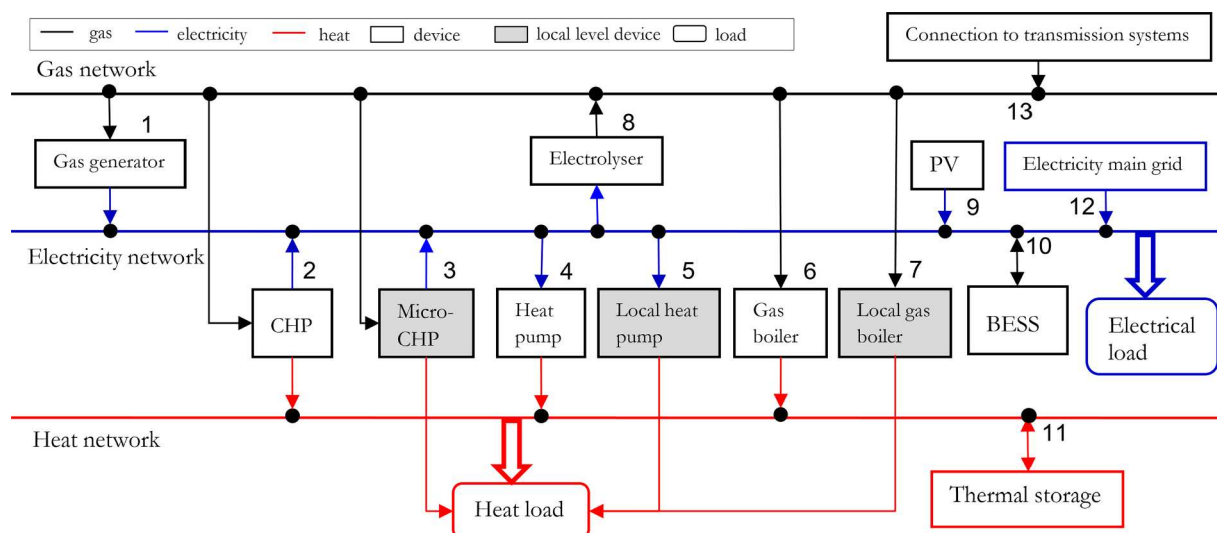 gas
electricity
heat
device
local level device
load
Connection to transmission systems
Gas network
13
1
8
Gas generator
Electrolyser
PV
Electricity main grid
9
12
Electricity network
10
2
3
4
5
6
7
CHP
Micro-
CHP
Heat
pump
Local heat
pump
Gas
boiler
Local gas
boiler
BESS
Electrical
load
Heat network
11
Heat load
Thermal storage